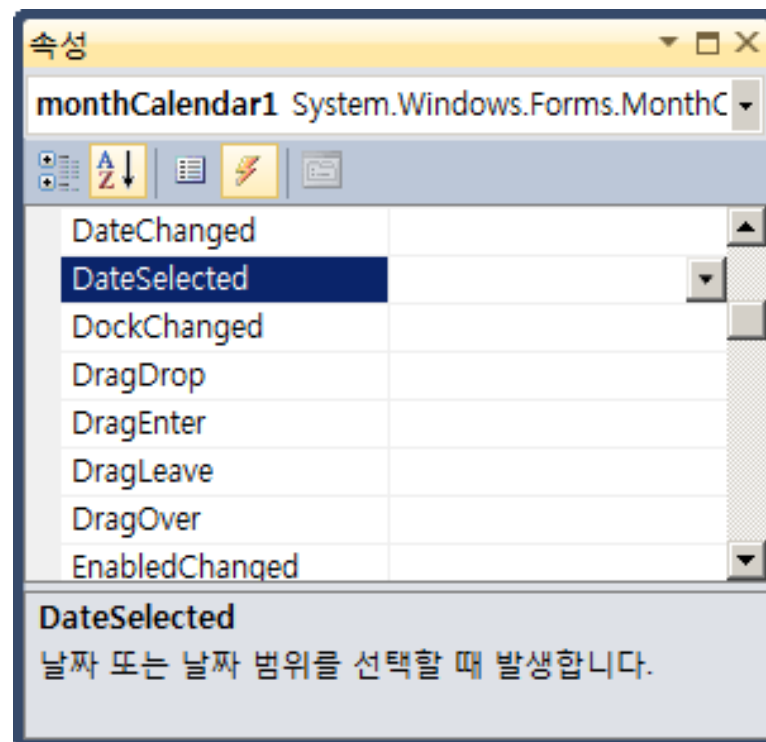 속성
monthCalendar1 System.Windows.Forms.MonthC
DateChanged
DateSelected
DockChanged
DragDrop
DragEnter
DragLeave
DragOver
EnabledChanged
DateSelected
날짜 또는 날짜 범위를 선택할 때 발생합니다.